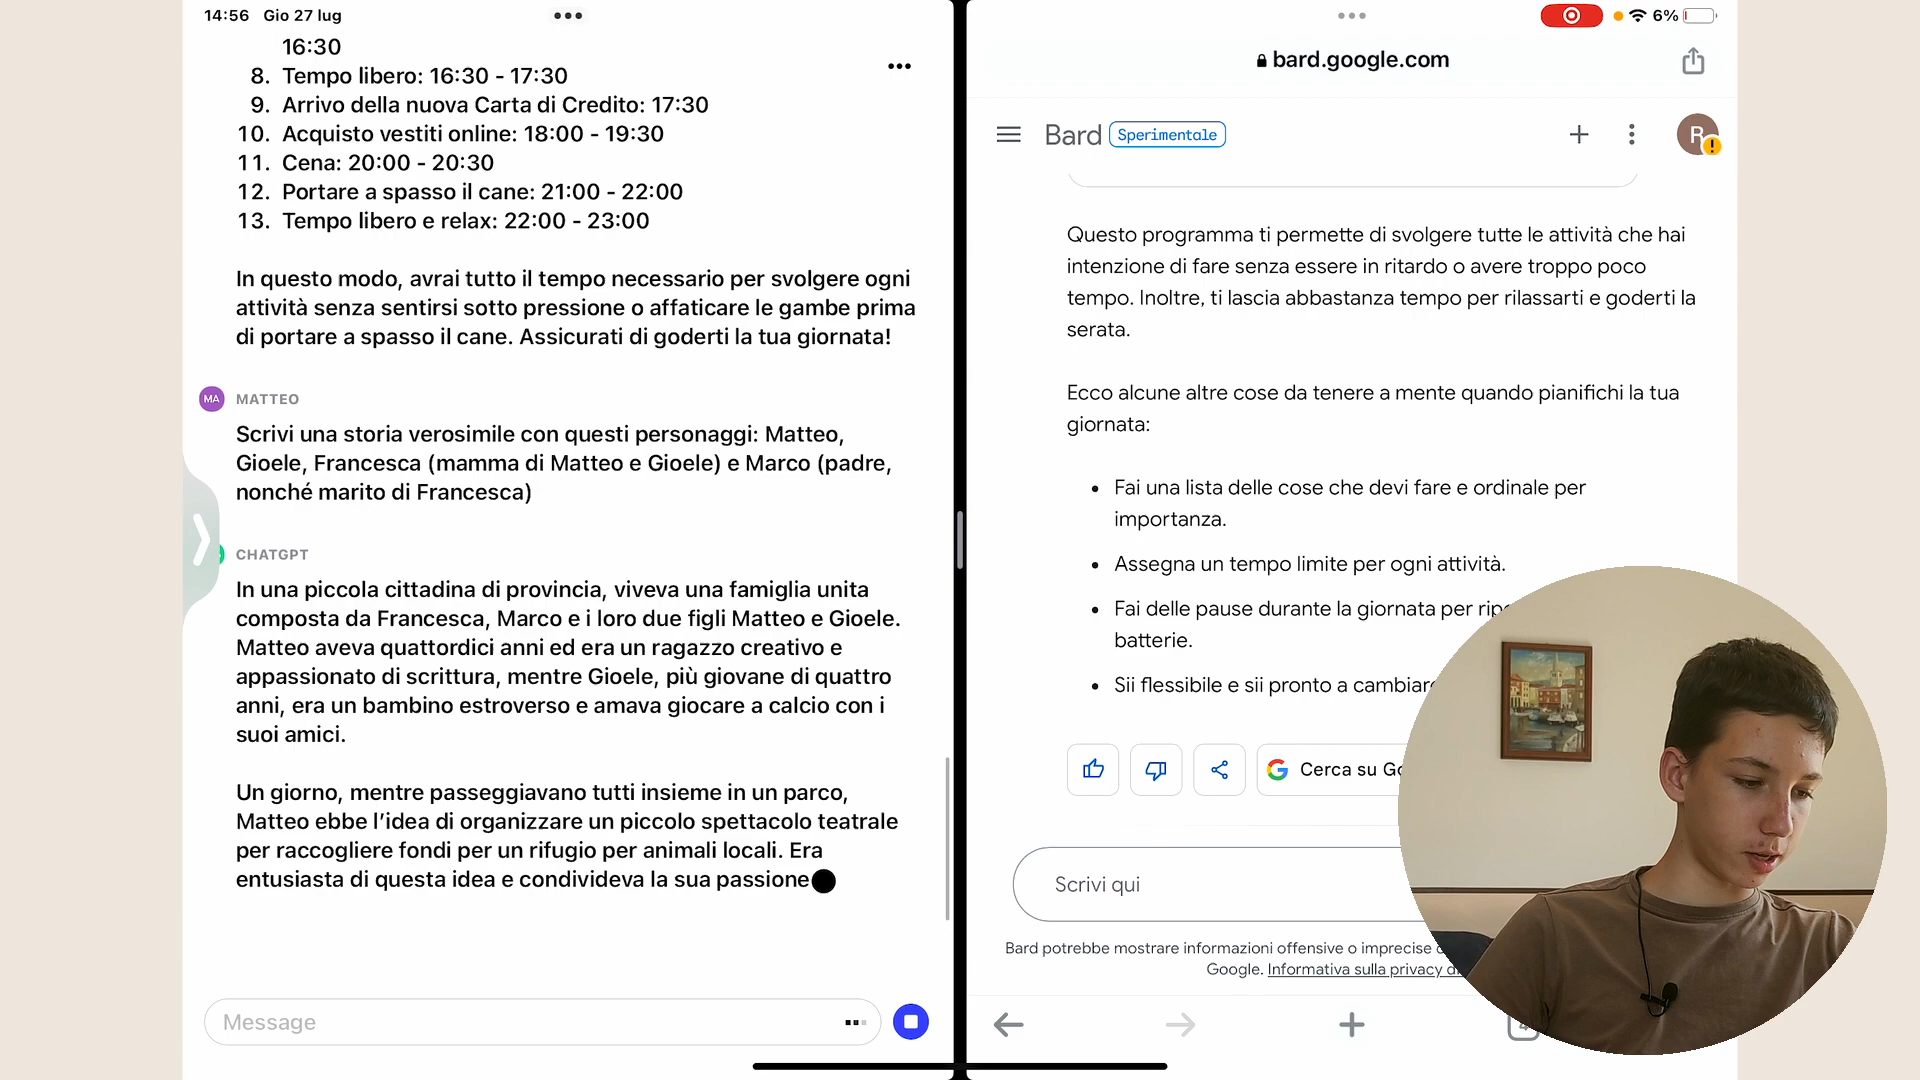 14:56 Gio 27 lug
16:30
8. Tempo libero: 16:30 - 17:30
9. Arrivo della nuova Carta di Credito: 17:30
10. Acquisto vestiti online: 18:00 - 19:30
11. Cena: 20:00 - 20:30
12. Portare a spasso il cane: 21:00 - 22:00
13. Tempo libero e relax: 22:00 - 23:00
In questo modo, avrai tutto il tempo necessario per svolgere ogni
attività senza sentirsi sotto pressione o affaticare le gambe prima
di portare a spasso il cane. Assicurati di goderti la tua giornata!
MA MATTEO
Scrivi una storia verosimile con questi personaggi: Matteo,
Gioele, Francesca (mamma di Matteo e Gioele) e Marco (padre,
nonché marito di Francesca)
CHATGPT
In una piccola cittadina di provincia, viveva una famiglia unita
composta da Francesca, Marco e i loro due figli Matteo e Gioele.
Matteo aveva quattordici anni ed era un ragazzo creativo e
appassionato di scrittura, mentre Gioele, più giovane di quattro
anni, era un bambino estroverso e amava giocare a calcio con i
suoi amici.
Un giorno, mentre passeggiavano tutti insieme in un parco,
Matteo ebbe l'idea di organizzare un piccolo spettacolo teatrale
per raccogliere fondi per un rifugio per animali locali. Era
entusiasta di questa idea e condivideva la sua passione
Message
6%
bard.google.com
Bard Sperimentale
R
Questo programma ti permette di svolgere tutte le attività che hai
intenzione di fare senza essere in ritardo o avere troppo poco
tempo. Inoltre, ti lascia abbastanza tempo per rilassarti e goderti la
serata.
Ecco alcune altre cose da tenere a mente quando pianifichi la tua
giornata:
• Fai una lista delle cose che devi fare e ordinale per
importanza.
• Assegna un tempo limite per ogni attività.
• Fai delle pause durante la giornata per
batterie.
• Sii flessibile e sii pronto a
Cerca su
Scrivi qui
Bard potrebbe mostrare informazioni offensive o imprecise
Google. Informativa sulla privacy